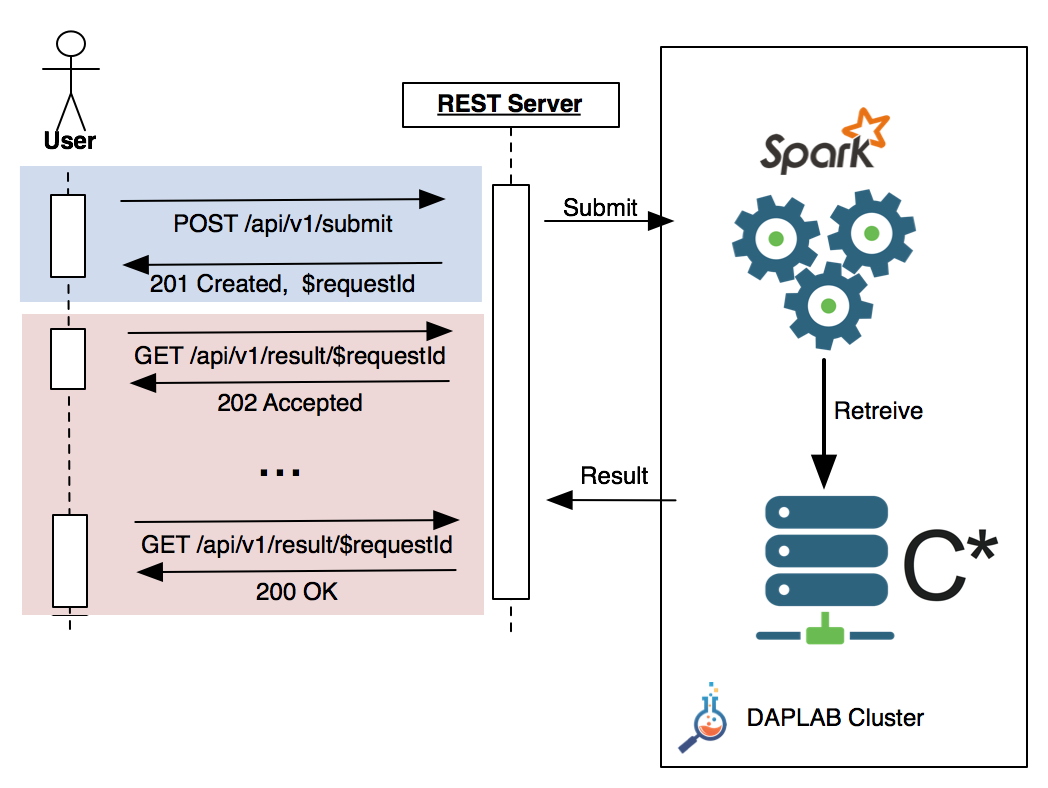 User
REST Server
Spark
POST /api/v1/submit
Submit
201 Created, $requestId
GET /api/v1/result/$requestId
202 Accepted
Retreive
...
Result
GET /api/v1/result/$requestId
200 OK
C*
DAPLAB Cluster